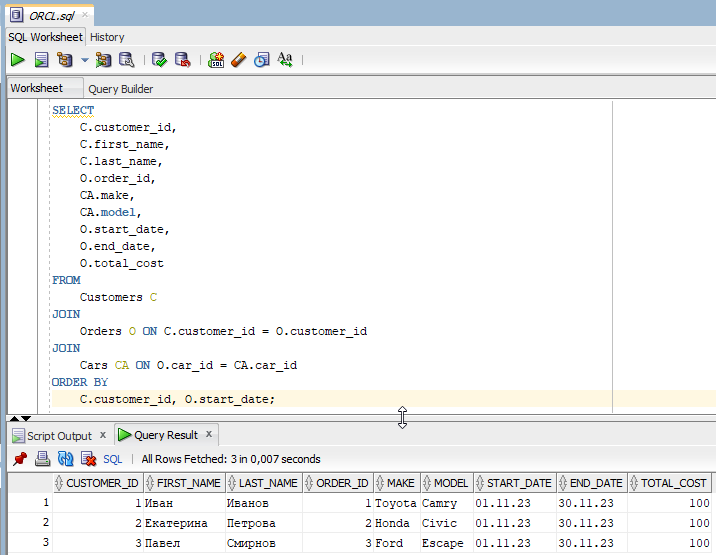 ORCL.sql
SQL Worksheet History
Worksheet Query Builder
SELECT
C.customer_id,
C.first_name,
C.last_name,
O.order_id,
CA.make,
CA.model,
O.start_date,
O.end_date,
O.total_cost
FROM
Customers C
JOIN
Orders O ON C.customer_id = O.customer_id
JOIN
Cars CA ON O.car_id = CA.car_id
ORDER BY
C.customer_id, O.start_date;
Script Output x Query Result x
SQL All Rows Fetched: 3 in 0,007 seconds
CUSTOMER_ID FIRST_NAME LAST_NAME ORDER_ID MAKE MODEL START_DATE END_DATE TOTAL_COST
1 1 Иван Иванов 1 Toyota Camry 01.11.23 30.11.23 100
2 2 Екатерина Петрова 2 Honda Civic 01.11.23 30.11.23 100
3 3 Павел Смирнов 3 Ford Escape 01.11.23 30.11.23 100